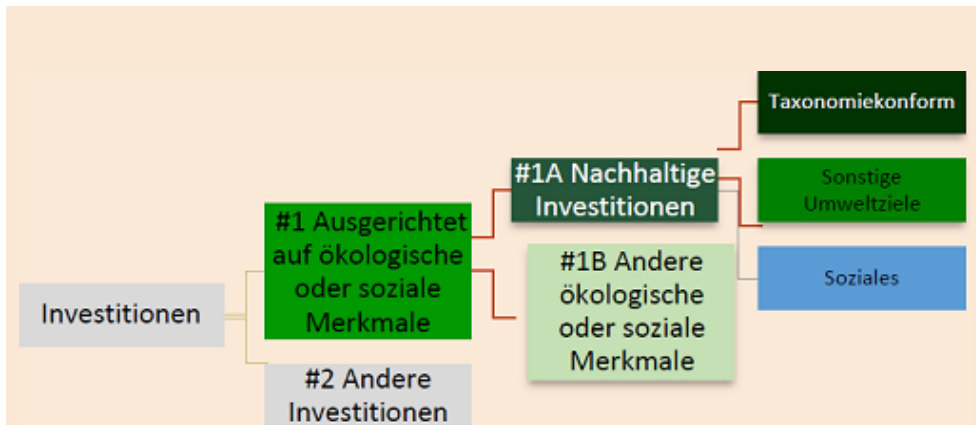 Investitionen
#1 Ausgerichtet
auf ökologische
oder soziale
Merkmale
#2 Andere
Investitionen
#1A Nachhaltige
Investitionen
#1B Andere
ökologische
oder soziale
Merkmale
Taxonomiekonform
Sonstige
Umweltziele
Soziales